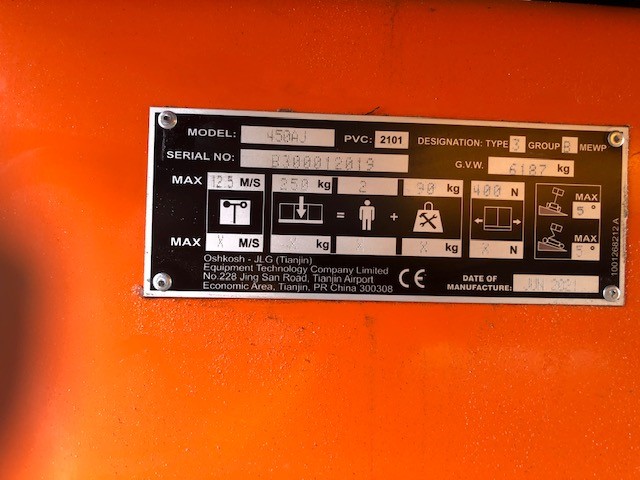 MODEL: 450AJ PVC: 2101 DESIGNATION: TYPE 3 GROUP B MEWP
SERIAL NO: B300012019 G.V.W. 6187 kg
MAX 12.5 M/S 250 kg 2 90 kg 400 N MAX 5°
= +
MAX X M/S X kg X X kg X N MAX 5°
Oshkosh - JLG (Tianjin)
Equipment Technology Company Limited
No.228 Jing San Road, Tianjin Airport
Economic Area, Tianjin, PR China 300308
CE
DATE OF
MANUFACTURE: JUN 2021
1001268212 A